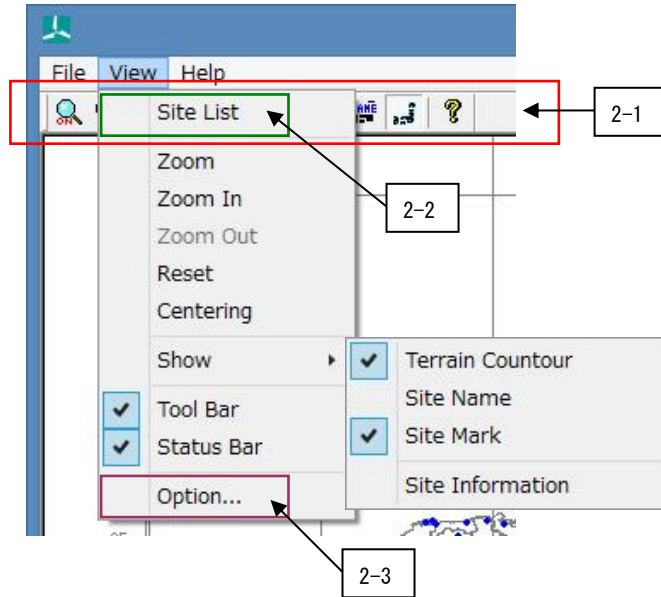 File View Help
ON
Site List
2-1
Zoom
Zoom In
2-2
Zoom Out
Reset
Centering
Show
Terrain Countour
Site Name
Tool Bar
Site Mark
Status Bar
Site Information
Option...
2-3